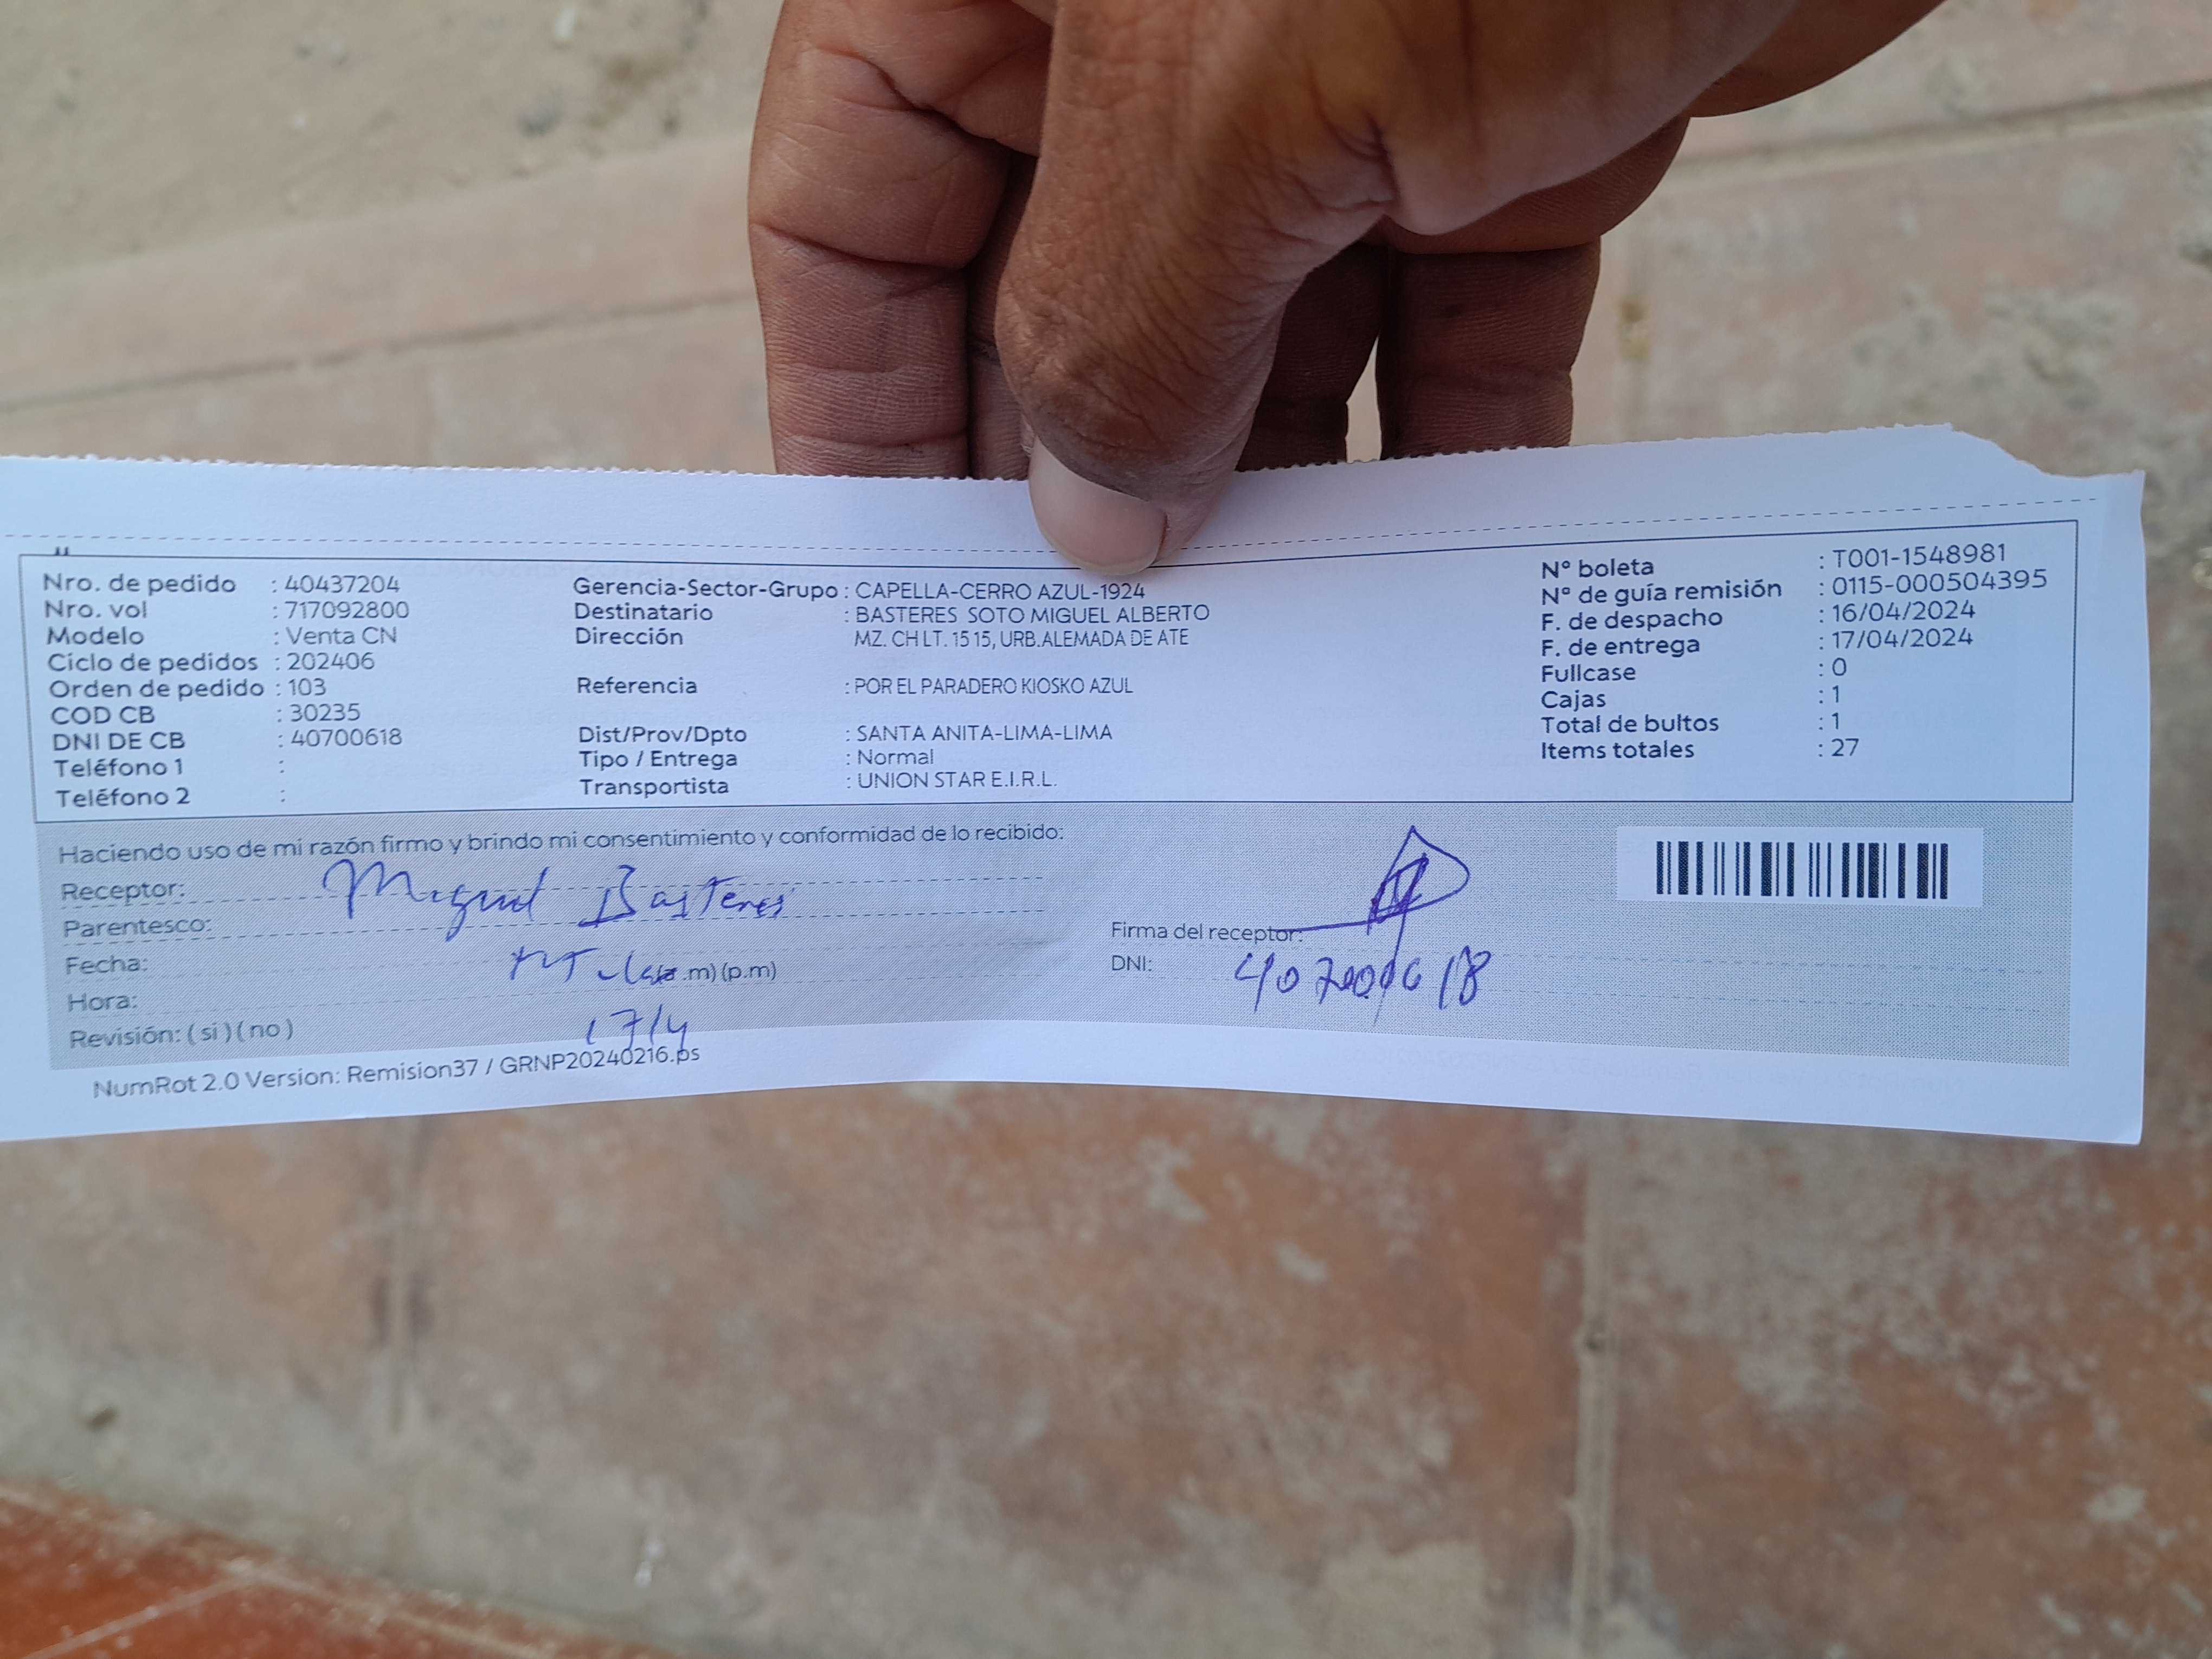 Nro. de pedido : 40437204
Nro. vol : 717092800
Modelo : Venta CN
Ciclo de pedidos : 202406
Orden de pedido : 103
COD CB : 30235
DNI DE CB : 40700618
Teléfono 1 :
Teléfono 2 :
Gerencia-Sector-Grupo : CAPELLA-CERRO AZUL-1924
Destinatario : BASTERES SOTO MIGUEL ALBERTO
Dirección MZ. CH LT. 15 15, URB.ALEMADA DE ATE
Referencia : POR EL PARADERO KIOSKO AZUL
Dist/Prov/Dpto : SANTA ANITA-LIMA-LIMA
Tipo / Entrega : Normal
Transportista : UNION STAR E.I.R.L.
N° boleta : T001-1548981
N° de guía remisión : 0115-000504395
F. de despacho : 16/04/2024
F. de entrega : 17/04/2024
Fullcase : 0
Cajas : 1
Total de bultos : 1
Items totales : 27
Haciendo uso de mi razón firmo y brindo mi consentimiento y conformidad de lo recibido:
Receptor: Miguel Basteres
Parentesco:
Fecha: .m) (p.m)
Hora:
Revisión: ( si ) ( no ) 17/4
Firma del receptor:
DNI: 40700618
NumRot 2.0 Version: Remision37 / GRNP20240216.ps